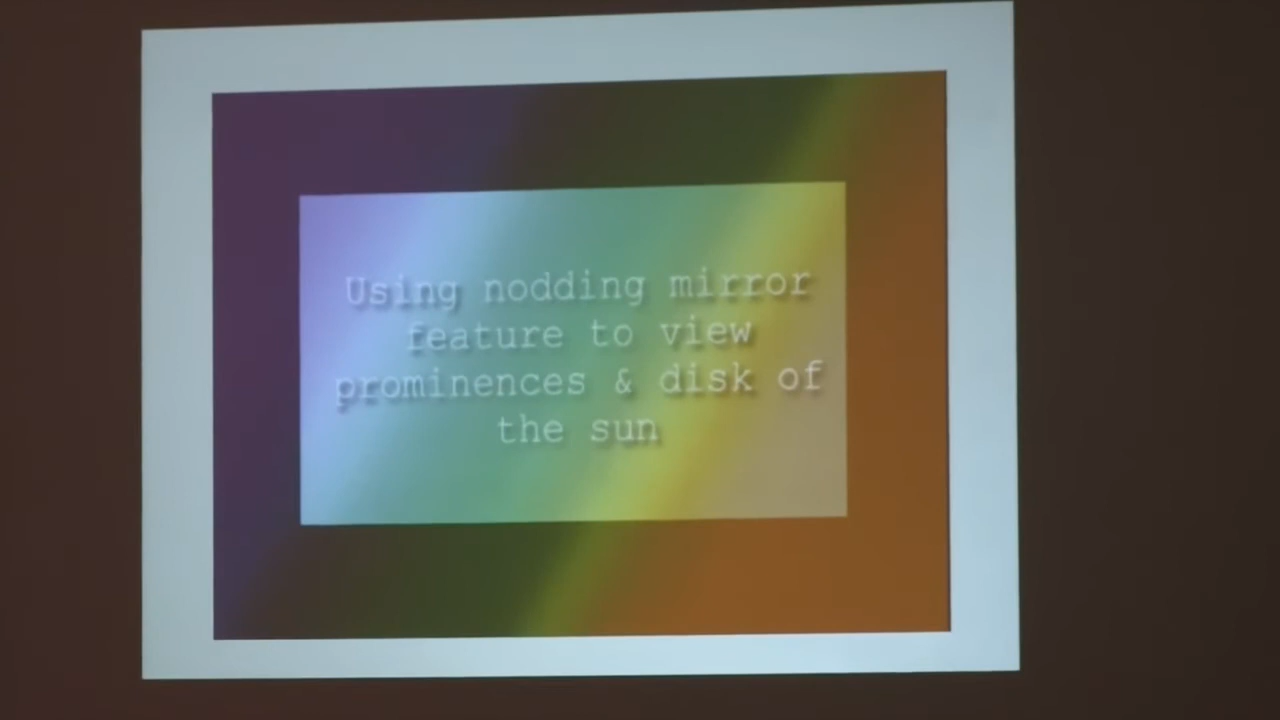 Using nodding mirror
feature to view
prominences & disk of
the sun